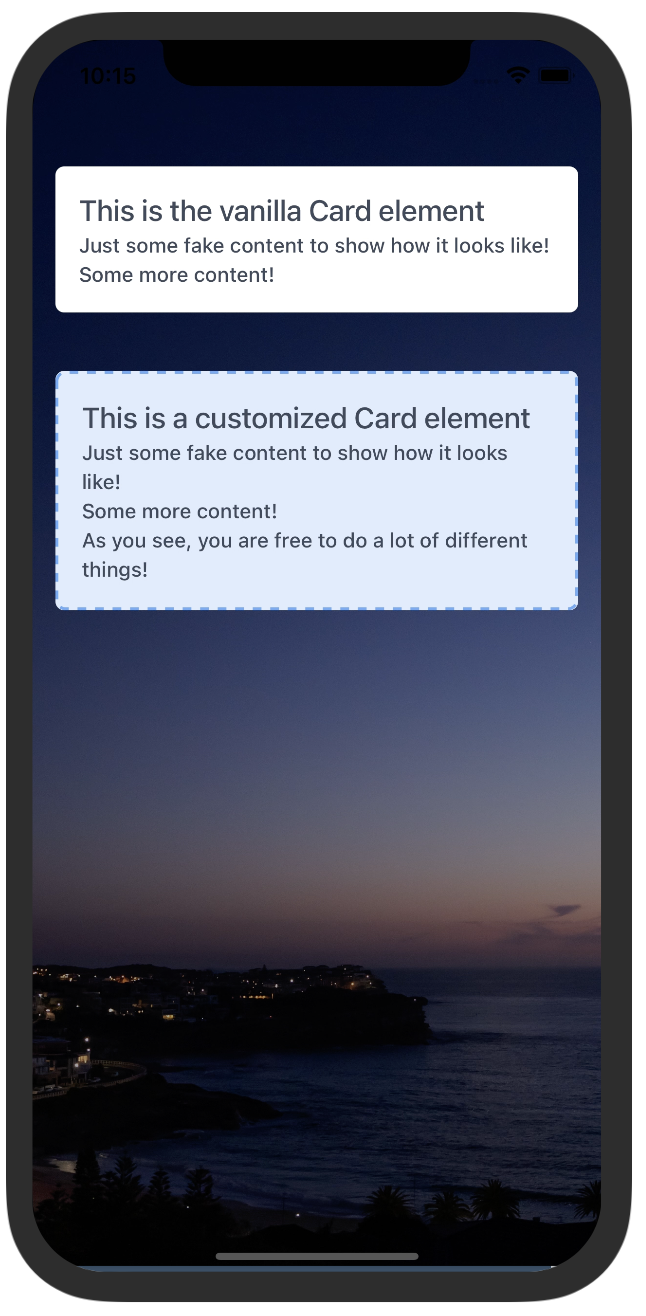 10:15
This is the vanilla Card element
Just some fake content to show how it looks like!
Some more content!
This is a customized Card element
Just some fake content to show how it looks
like!
Some more content!
As you see, you are free to do a lot of different
things!